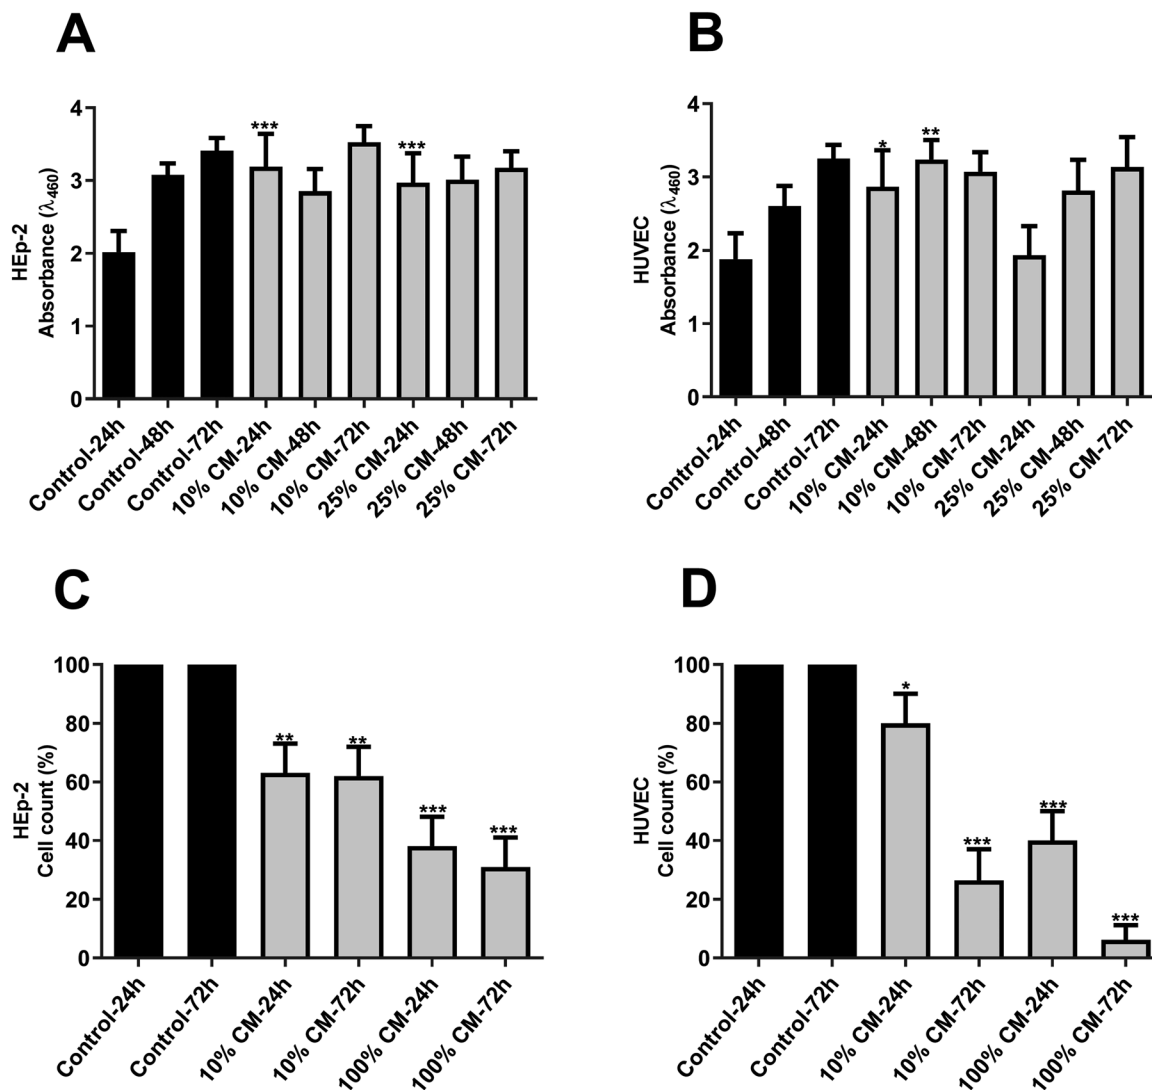 A
HEp-2
Absorbance (λ460)
4
3
2
1
0
***
***
Control-24h
Control-48h
Control-72h
10% CM-24h
10% CM-48h
10% CM-72h
25% CM-24h
25% CM-48h
25% CM-72h
B
HUVEC
Absorbance (λ460)
4
3
2
1
0
*
**
Control-24h
Control-48h
Control-72h
10% CM-24h
10% CM-48h
10% CM-72h
25% CM-24h
25% CM-48h
25% CM-72h
C
HEp-2
Cell count (%)
100
80
60
40
20
0
**
**
***
***
Control-24h
Control-72h
10% CM-24h
10% CM-72h
100% CM-24h
100% CM-72h
D
HUVEC
Cell count (%)
100
80
60
40
20
0
*
***
***
***
Control-24h
Control-72h
10% CM-24h
10% CM-72h
100% CM-24h
100% CM-72h